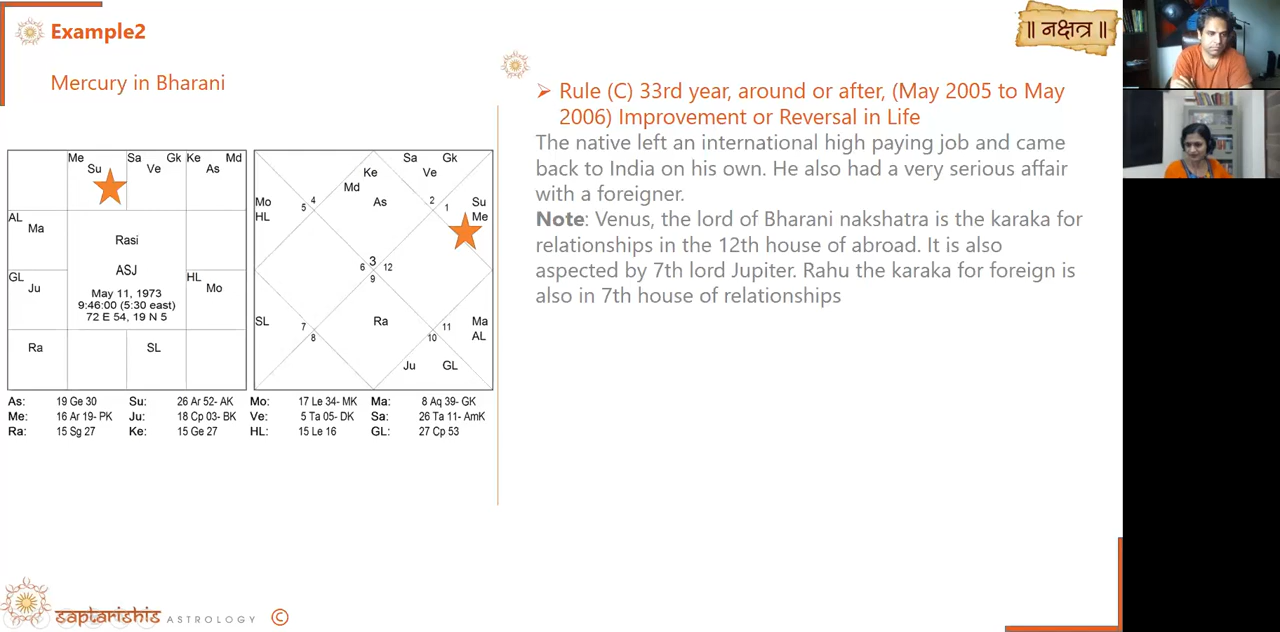 Example2
॥ नक्षत्र ॥
Mercury in Bharani
➤ Rule (C) 33rd year, around or after, (May 2005 to May
2006) Improvement or Reversal in Life
The native left an international high paying job and came
back to India on his own. He also had a very serious affair
with a foreigner.
Note: Venus, the lord of Bharani nakshatra is the karaka for
relationships in the 12th house of abroad. It is also
aspected by 7th lord Jupiter. Rahu the karaka for foreign is
also in 7th house of relationships
Me Sa Gk Ke Md
Su Ve As
AL
Ma
Rasi
GL
Ju
ASJ
HL
Mo
May 11, 1973
9:46:00 (5:30 east)
72 E 54, 19 N 5
Ra SL
Sa Gk
Ke Ve
Md
Mo As Su
HL Me
5 4 2 1
3
6 12
9
SL Ra Ma
AL
7 8 11 10
Ju GL
As: 19 Ge 30 Su: 26 Ar 52- AK Mo: 17 Le 34- MK Ma: 8 Aq 39- GK
Me: 16 Ar 19- PK Ju: 18 Cp 03- BK Ve: 5 Ta 05- DK Sa: 26 Ta 11- AmK
Ra: 15 Sg 27 Ke: 15 Ge 27 HL: 15 Le 16 GL: 27 Cp 53
saptarishis ASTROLOGY ©